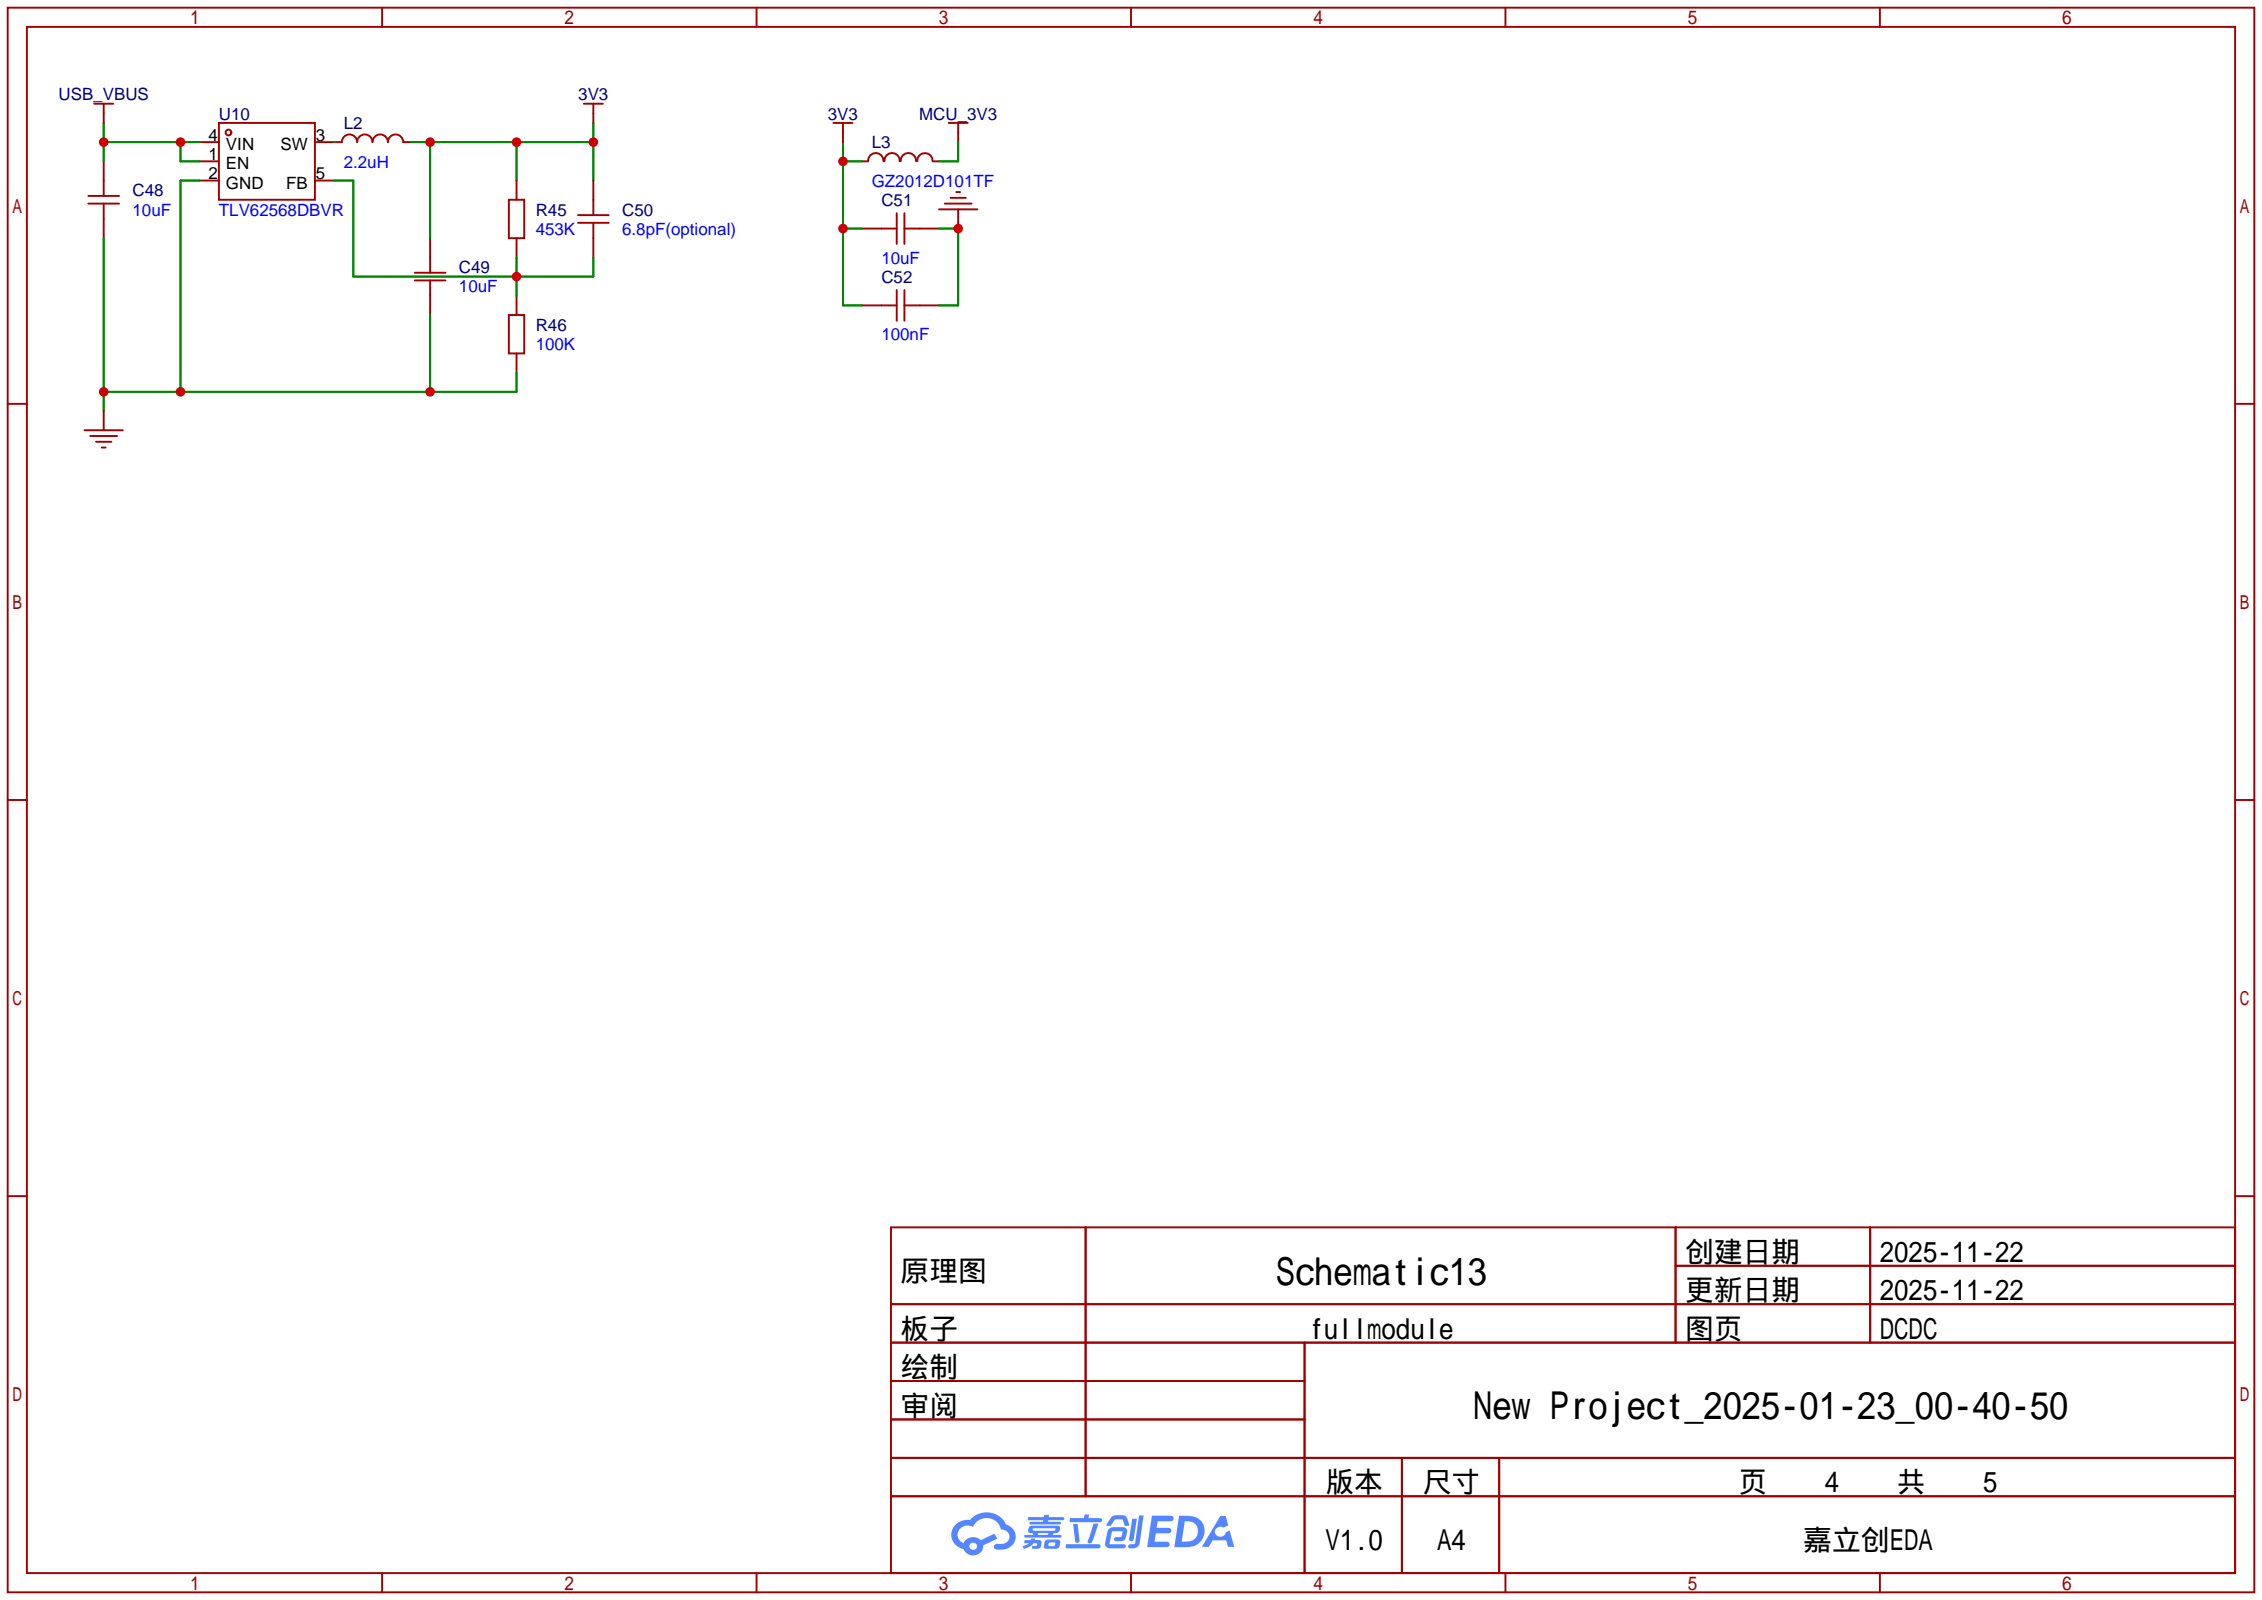 1 2 3 4 5 6
USB_VBUS
U10
4 VIN SW 3
1 EN
2 GND FB 5
TLV62568DBVR
L2
2.2uH
3V3
C48
10uF
R45
453K
C50
6.8pF(optional)
C49
10uF
R46
100K
3V3
MCU_3V3
L3
GZ2012D101TF
C51
10uF
C52
100nF
A A
B B
C C
D D
原理图 Schematic13 创建日期 2025-11-22
更新日期 2025-11-22
板子 fullmodule 图页 DCDC
绘制
审阅
New Project_2025-01-23_00-40-50
版本 尺寸 页 4 共 5
嘉立创EDA V1.0 A4 嘉立创EDA
1 2 3 4 5 6